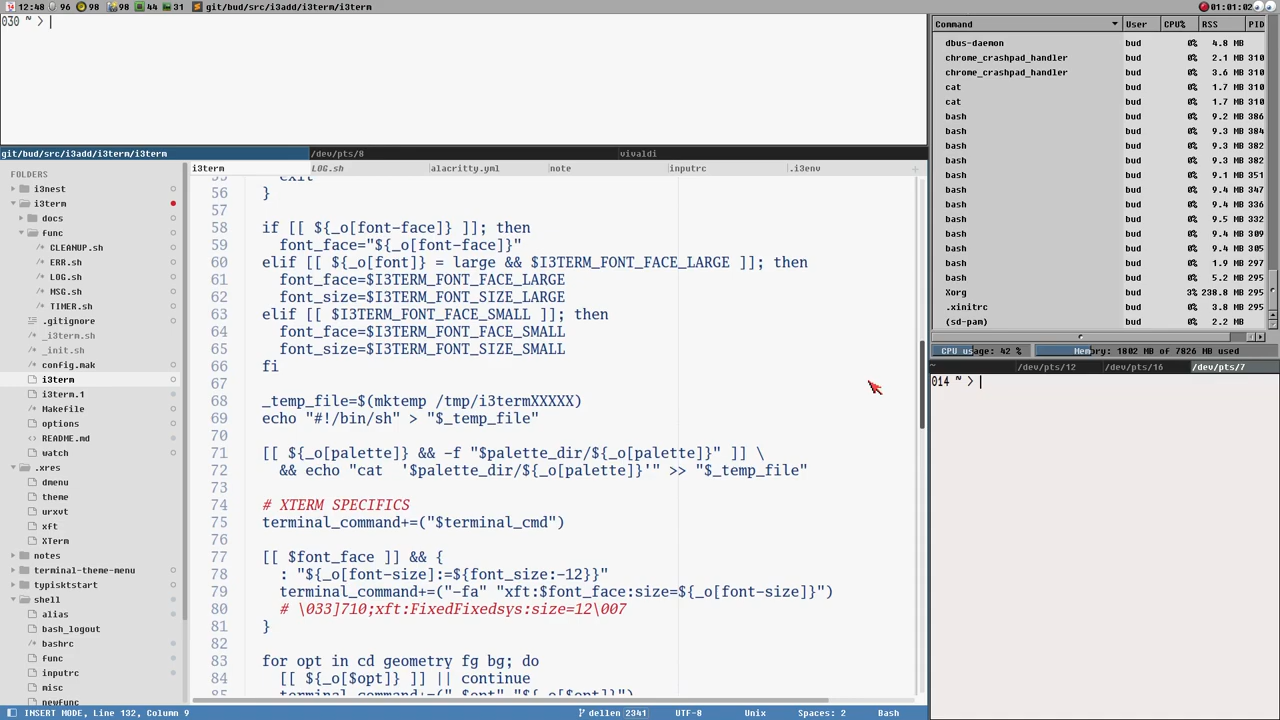 12:48 96 98 98 44 31 git/bud/src/i3add/i3term/i3term 01:01:02
030 ~ >
git/bud/src/i3add/i3term/i3term /dev/pts/8 vivaldi
FOLDERS
i3nest
i3term
docs
func
CLEANUP.sh
ERR.sh
LOG.sh
MSG.sh
TIMER.sh
.gitignore
_i3term.sh
_init.sh
config.mak
i3term
i3term.1
Makefile
options
README.md
watch
.xres
dmenu
theme
urxvt
xft
XTerm
notes
terminal-theme-menu
typisktstart
shell
alias
bash_logout
bashrc
func
inputrc
misc
newfunc
i3term LOG.sh alacritty.yml note inputrc .i3env +
55 exit
56 }
57
58 if [[ ${_o[font-face]} ]]; then
59 font_face="${_o[font-face]}"
60 elif [[ ${_o[font]} = large && $I3TERM_FONT_FACE_LARGE ]]; then
61 font_face=$I3TERM_FONT_FACE_LARGE
62 font_size=$I3TERM_FONT_SIZE_LARGE
63 elif [[ $I3TERM_FONT_FACE_SMALL ]]; then
64 font_face=$I3TERM_FONT_FACE_SMALL
65 font_size=$I3TERM_FONT_SIZE_SMALL
66 fi
67
68 _temp_file=$(mktemp /tmp/i3termXXXXX)
69 echo "#!/bin/sh" > "$_temp_file"
70
71 [[ ${_o[palette]} && -f "$palette_dir/${_o[palette]}" ]] \
72 && echo "cat  '$palette_dir/${_o[palette]}'" >> "$_temp_file"
73
74 # XTERM SPECIFICS
75 terminal_command+=("$terminal_cmd")
76
77 [[ $font_face ]] && {
78 : "${_o[font-size]:=${font_size:-12}}"
79 terminal_command+=("-fa" "xft:$font_face:size=${_o[font-size]}")
80 # \033]710;xft:FixedFixedsys:size=12\007
81 }
82
83 for opt in cd geometry fg bg; do
84 [[ ${_o[$opt]} ]] || continue
85 terminal_command+=("-$opt" "${_o[$opt]}")
INSERT MODE, Line 132, Column 9 dellen 2341 UTF-8 Unix Spaces: 2 Bash
Command User CPU% RSS PID
dbus-daemon bud 0% 4.8 MB
chrome_crashpad_handler bud 0% 2.1 MB 310
chrome_crashpad_handler bud 0% 3.6 MB 310
cat bud 0% 1.7 MB 310
cat bud 0% 1.7 MB 310
bash bud 0% 9.2 MB 386
bash bud 0% 9.3 MB 384
bash bud 0% 9.3 MB 382
bash bud 0% 9.3 MB 382
bash bud 0% 9.1 MB 351
bash bud 0% 9.4 MB 347
bash bud 0% 9.4 MB 336
bash bud 0% 9.5 MB 332
bash bud 0% 9.4 MB 309
bash bud 0% 9.4 MB 305
bash bud 0% 1.9 MB 297
bash bud 0% 5.2 MB 296
Xorg bud 0% 238.8 MB 295
.xinitrc bud 0% 3.8 MB 295
(sd-pam) bud 0% 2.2 MB
CPU usage: 42 % Memory: 1802 MB of 7826 MB used
~ /dev/pts/12 /dev/pts/16 /dev/pts/7
014 ~ >